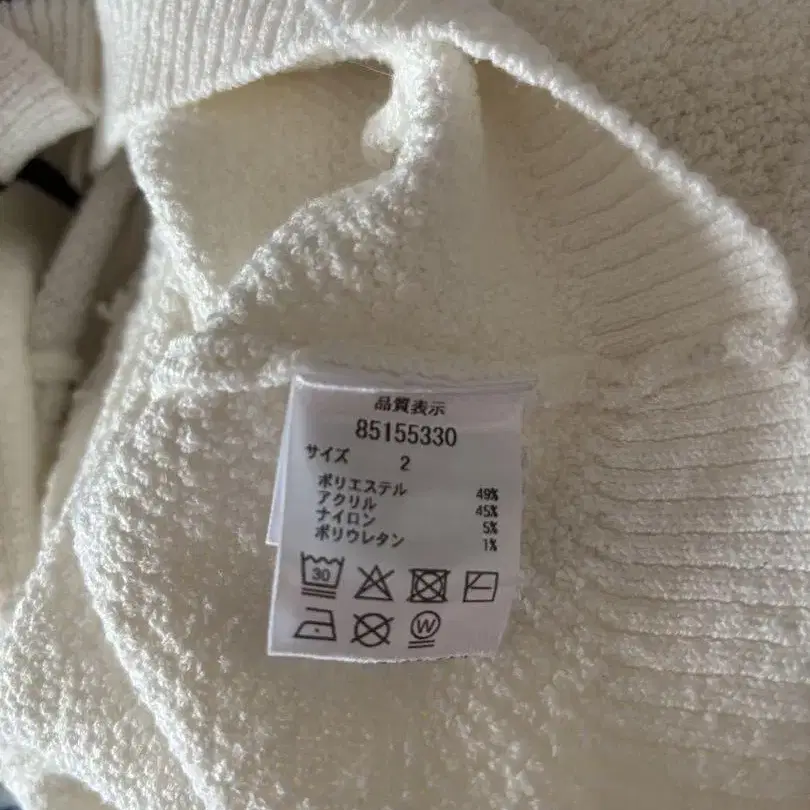 品質表示
85155330
サイズ 2
ポリエステル 49%
アクリル 45%
ナイロン 5%
ポリウレタン 1%
30
W